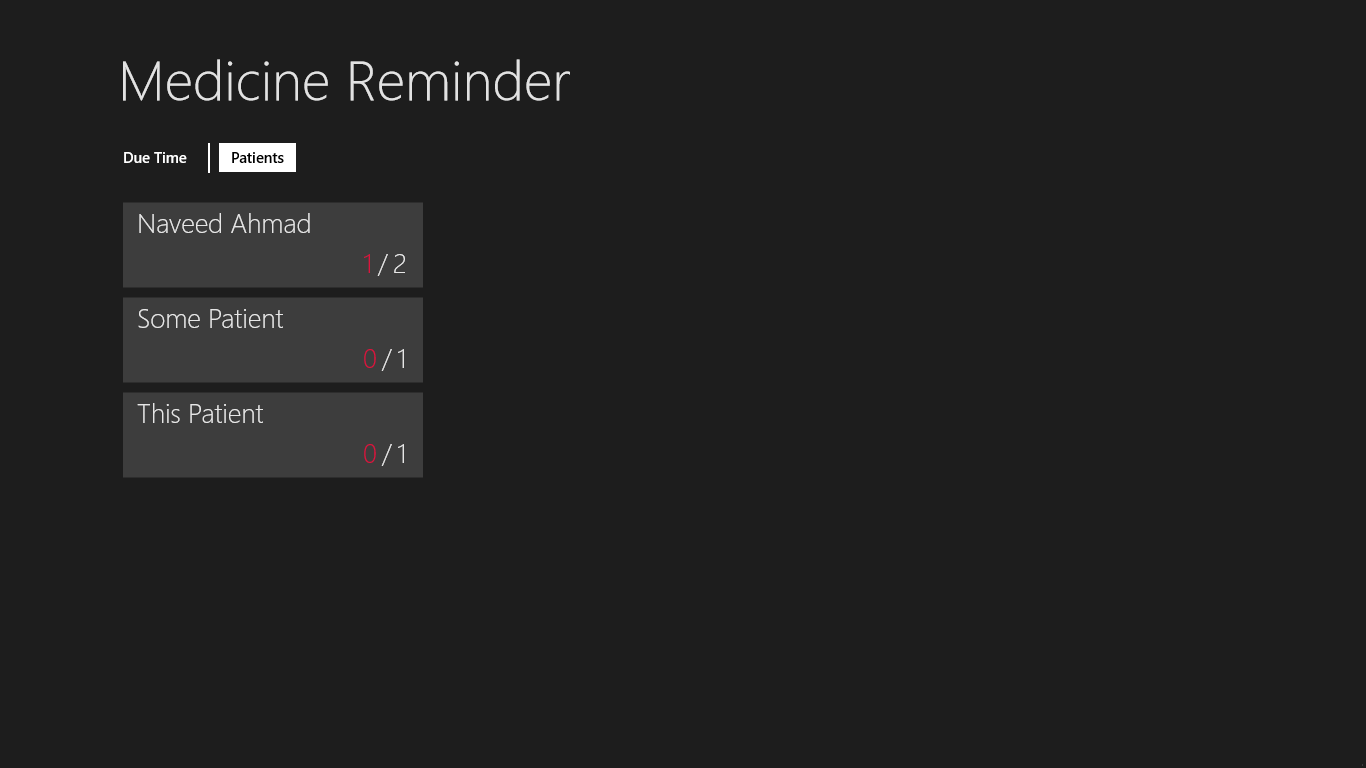 Medicine Reminder
Due Time | Patients
Naveed Ahmad
1/2
Some Patient
0/1
This Patient
0/1